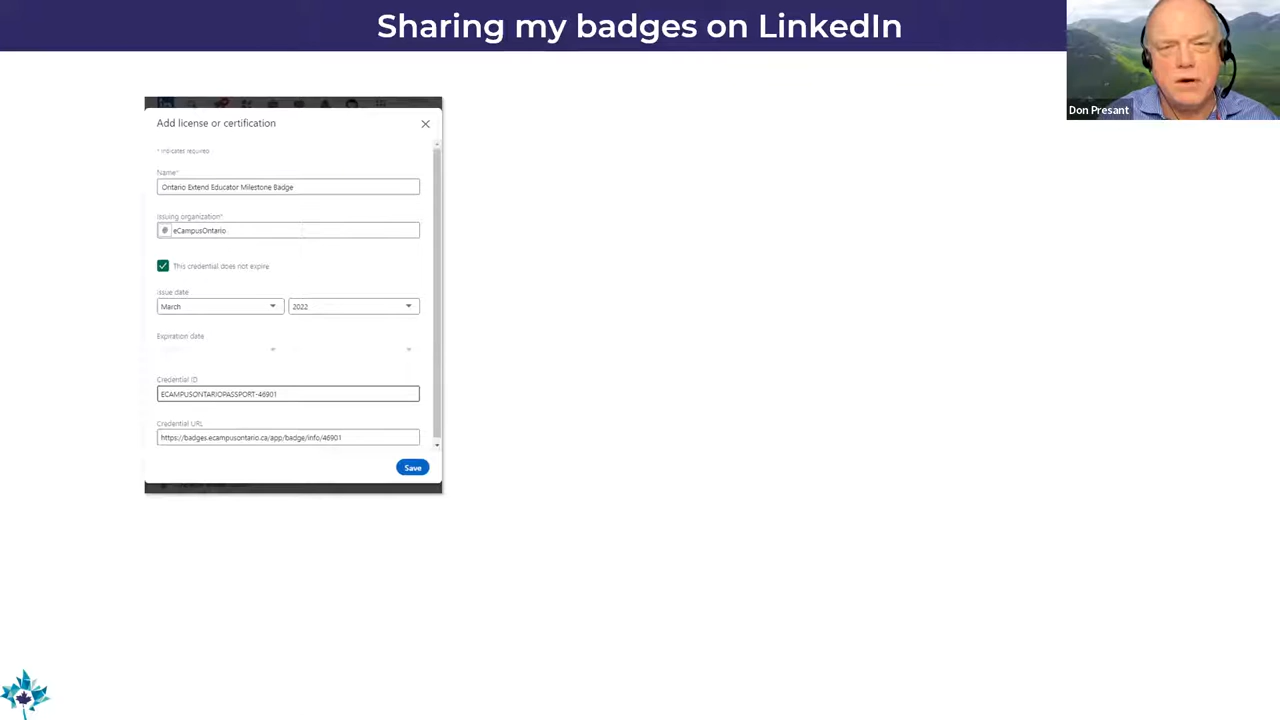 Sharing my badges on LinkedIn
Don Presant
Add license or certification
* Indicates required
Name*
Ontario Extend Educator Milestone Badge
Issuing organization*
eCampusOntario
This credential does not expire
Issue date
March
2022
Expiration date
Credential ID
ECAMPUSONTARIOPASSPORT-46901
Credential URL
https://badges.ecampusontario.ca/app/badge/info/46901
Save